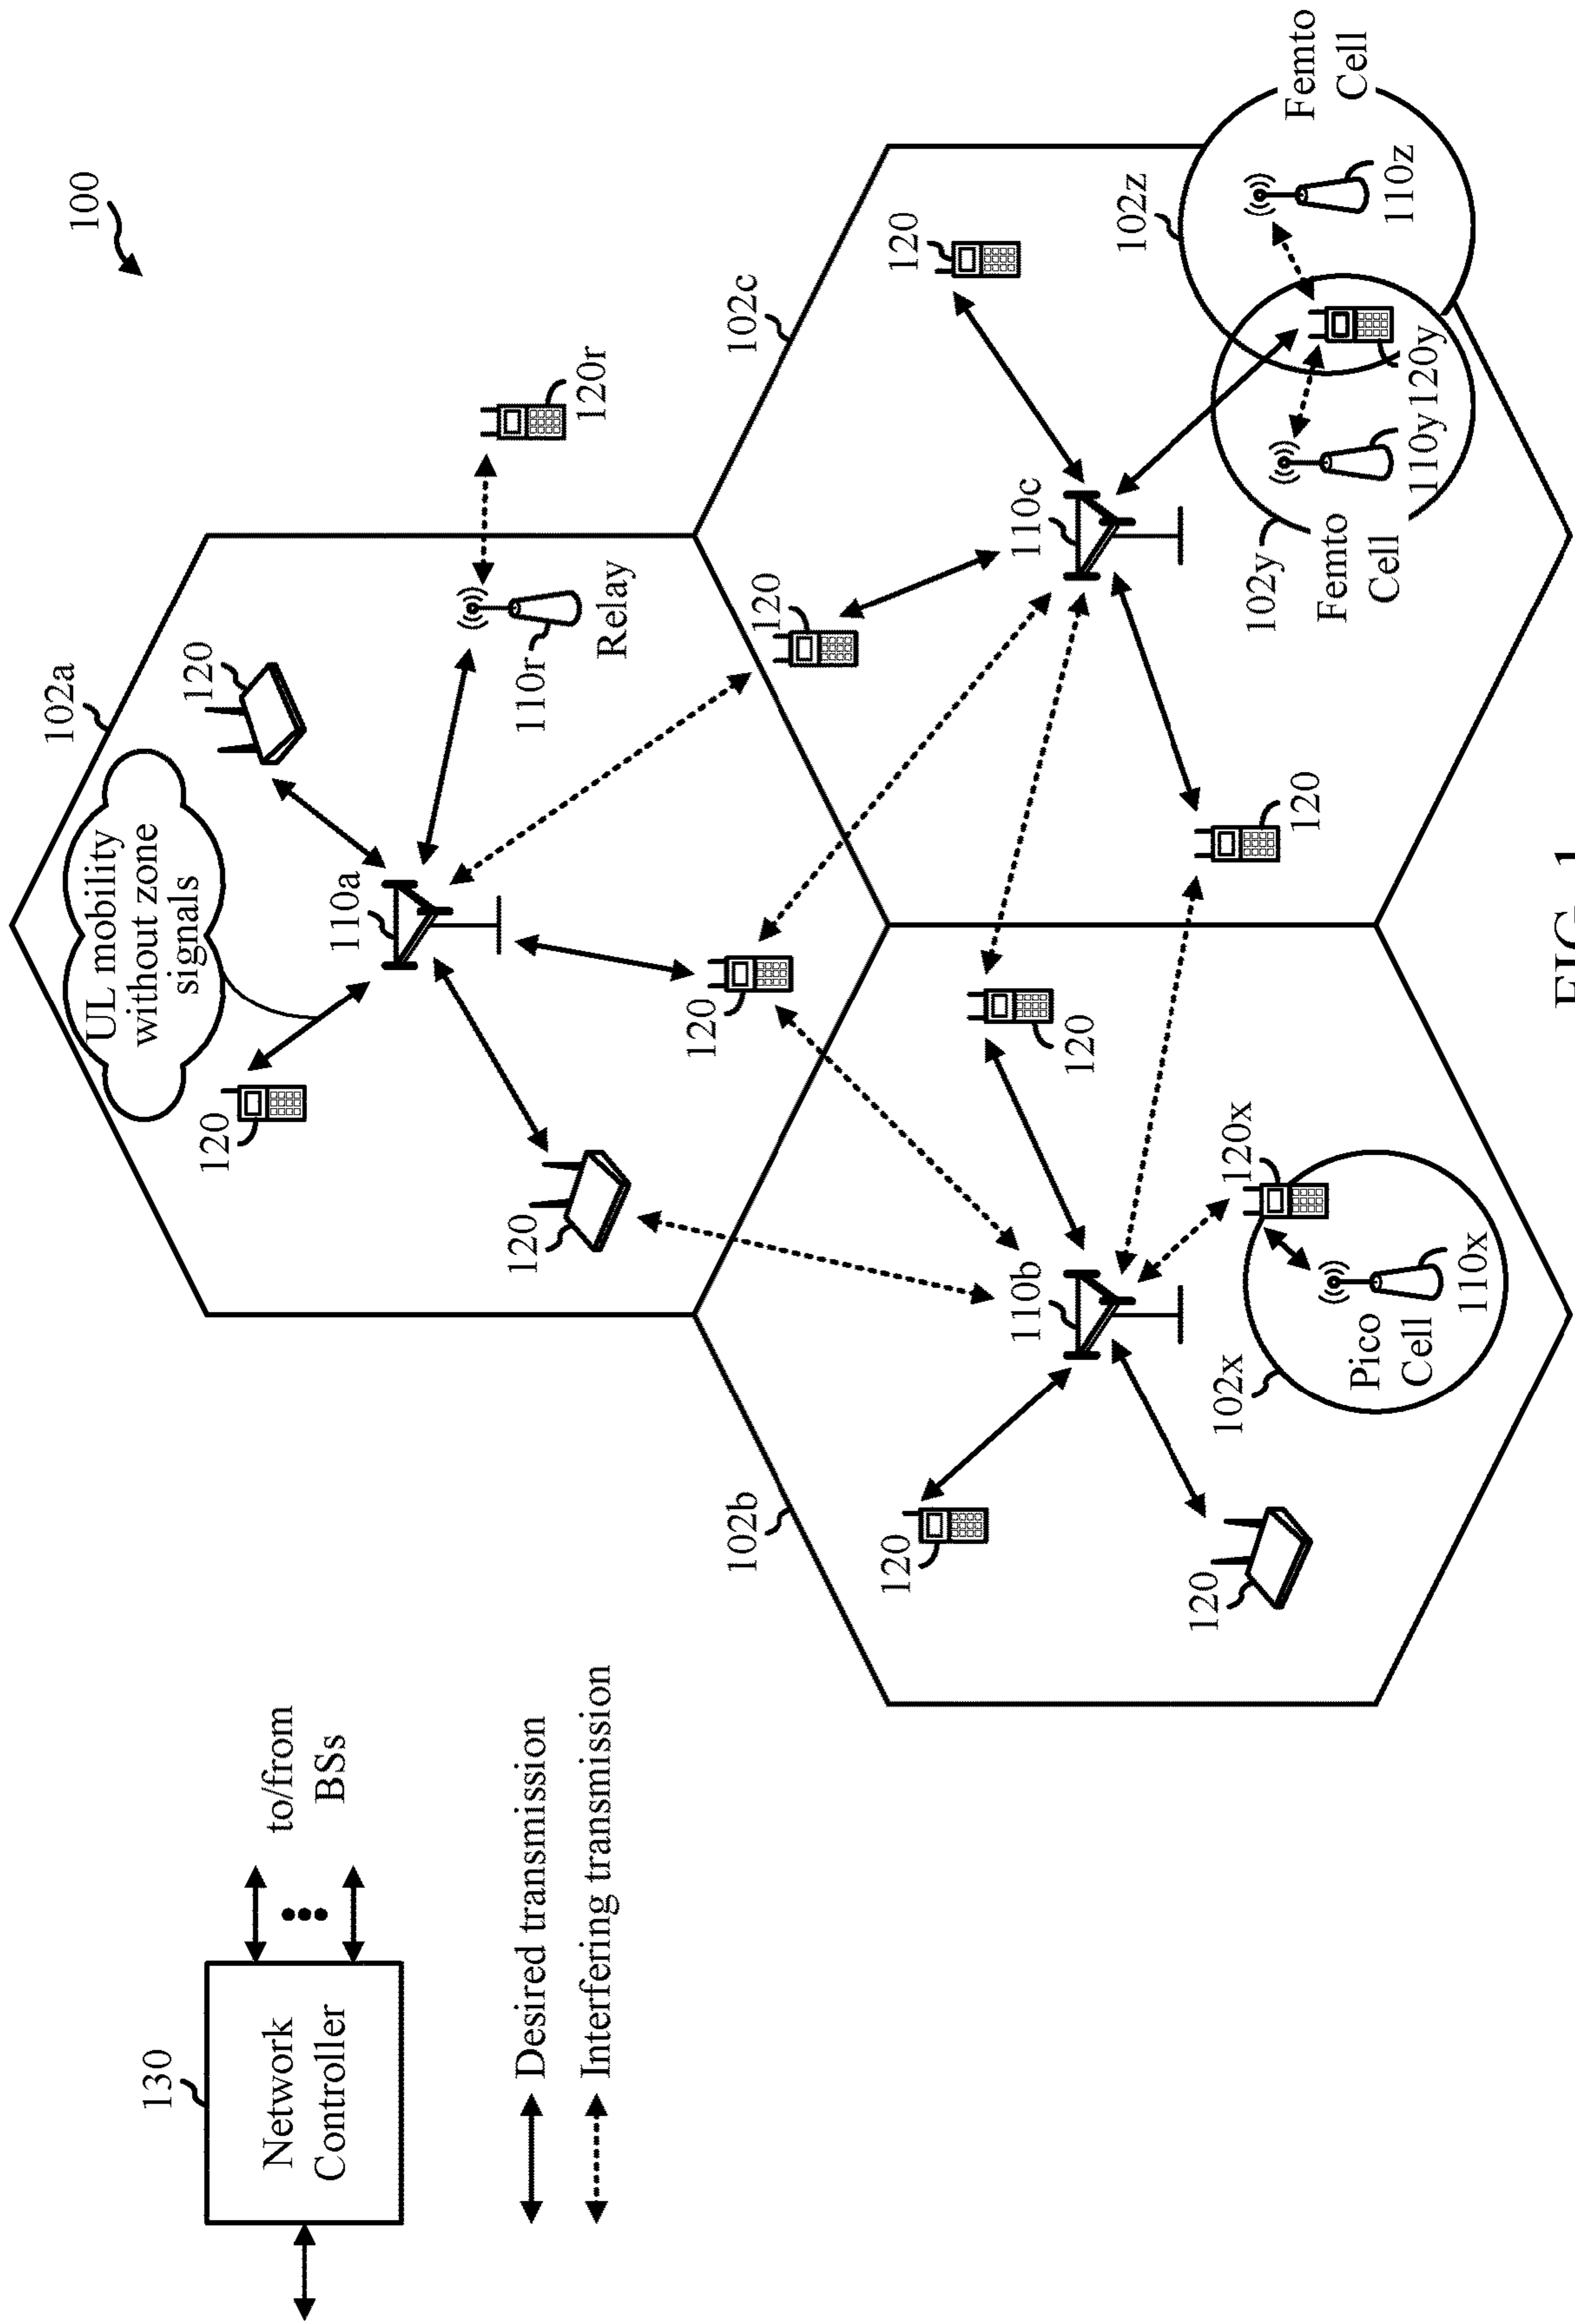 100
130
Network
Controller
to/from
BSs
Desired transmission
Interfering transmission
102a
UL mobility
without zone
signals
120
120
110a
120
110r
Relay
120r
120
102b
120
102c
120
120
110b
120
110c
120
120
102x
Pico
Cell
110x
120x
120
102y
Femto
Cell
110y
120y
102z
110z
Femto
Cell
FIG. 1